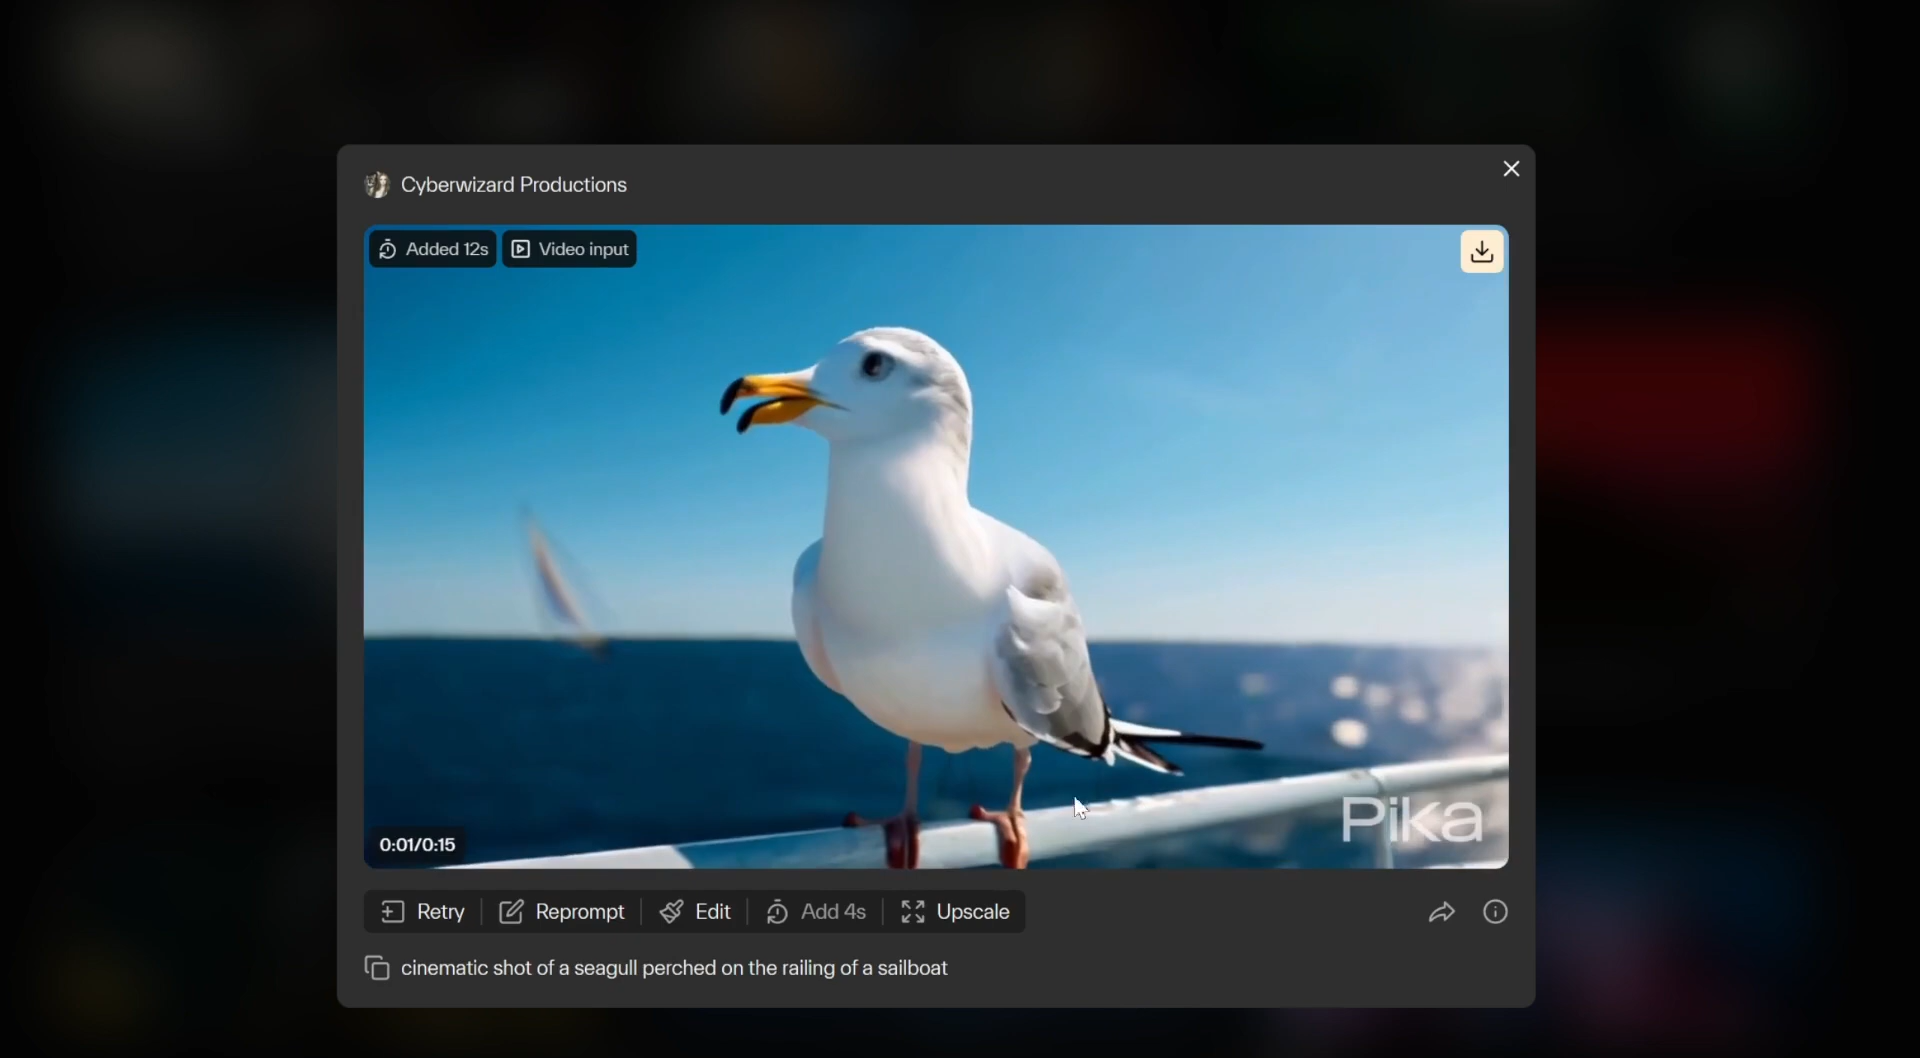 Cyberwizard Productions
Added 12s
Video input
Pika
0:01/0:15
Retry
Reprompt
Edit
Add 4s
Upscale
cinematic shot of a seagull perched on the railing of a sailboat